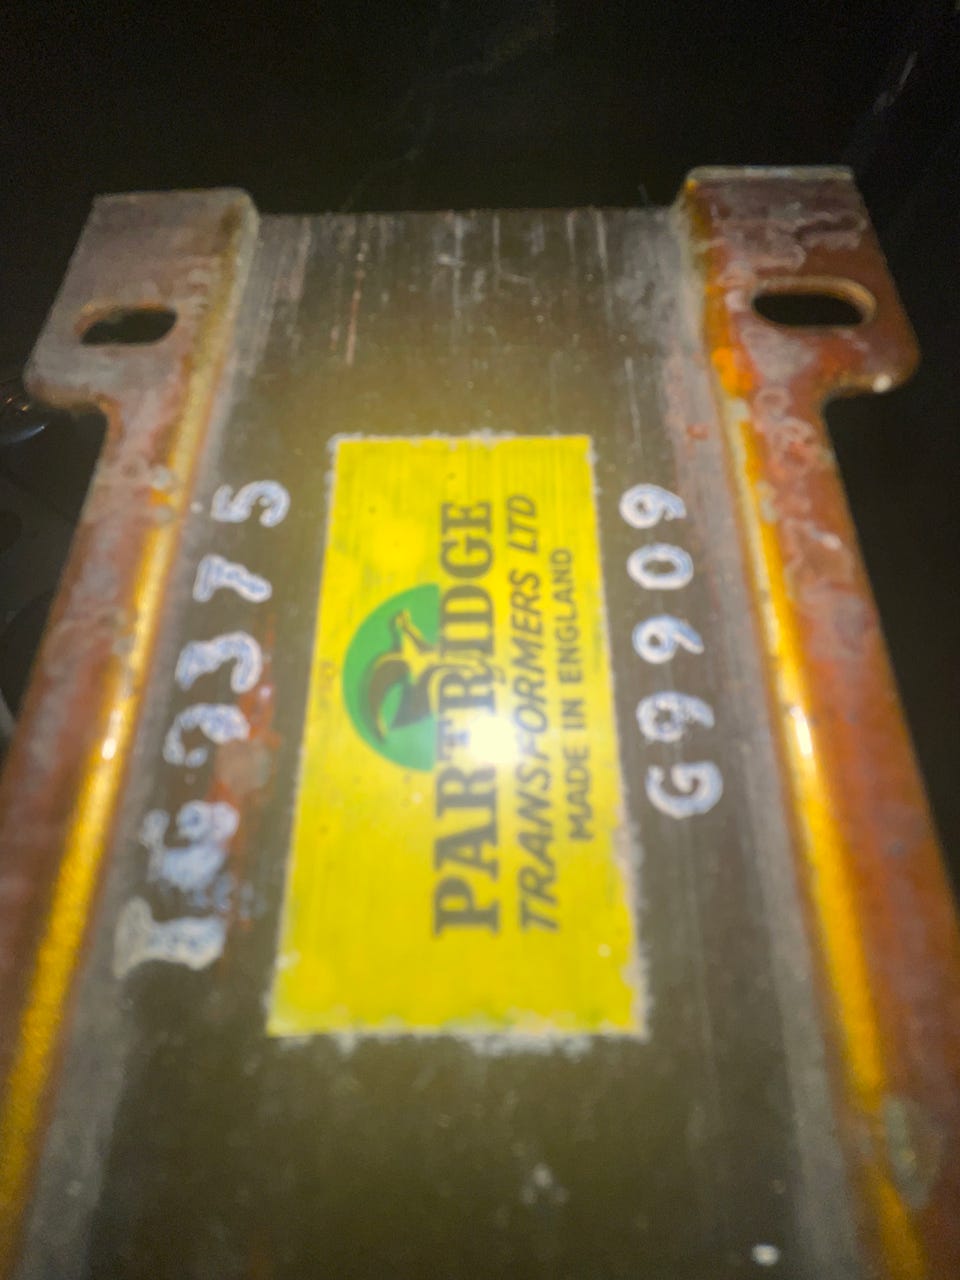 PARTRIDGE
TRANSFORMERS LTD
MADE IN ENGLAND
G9909